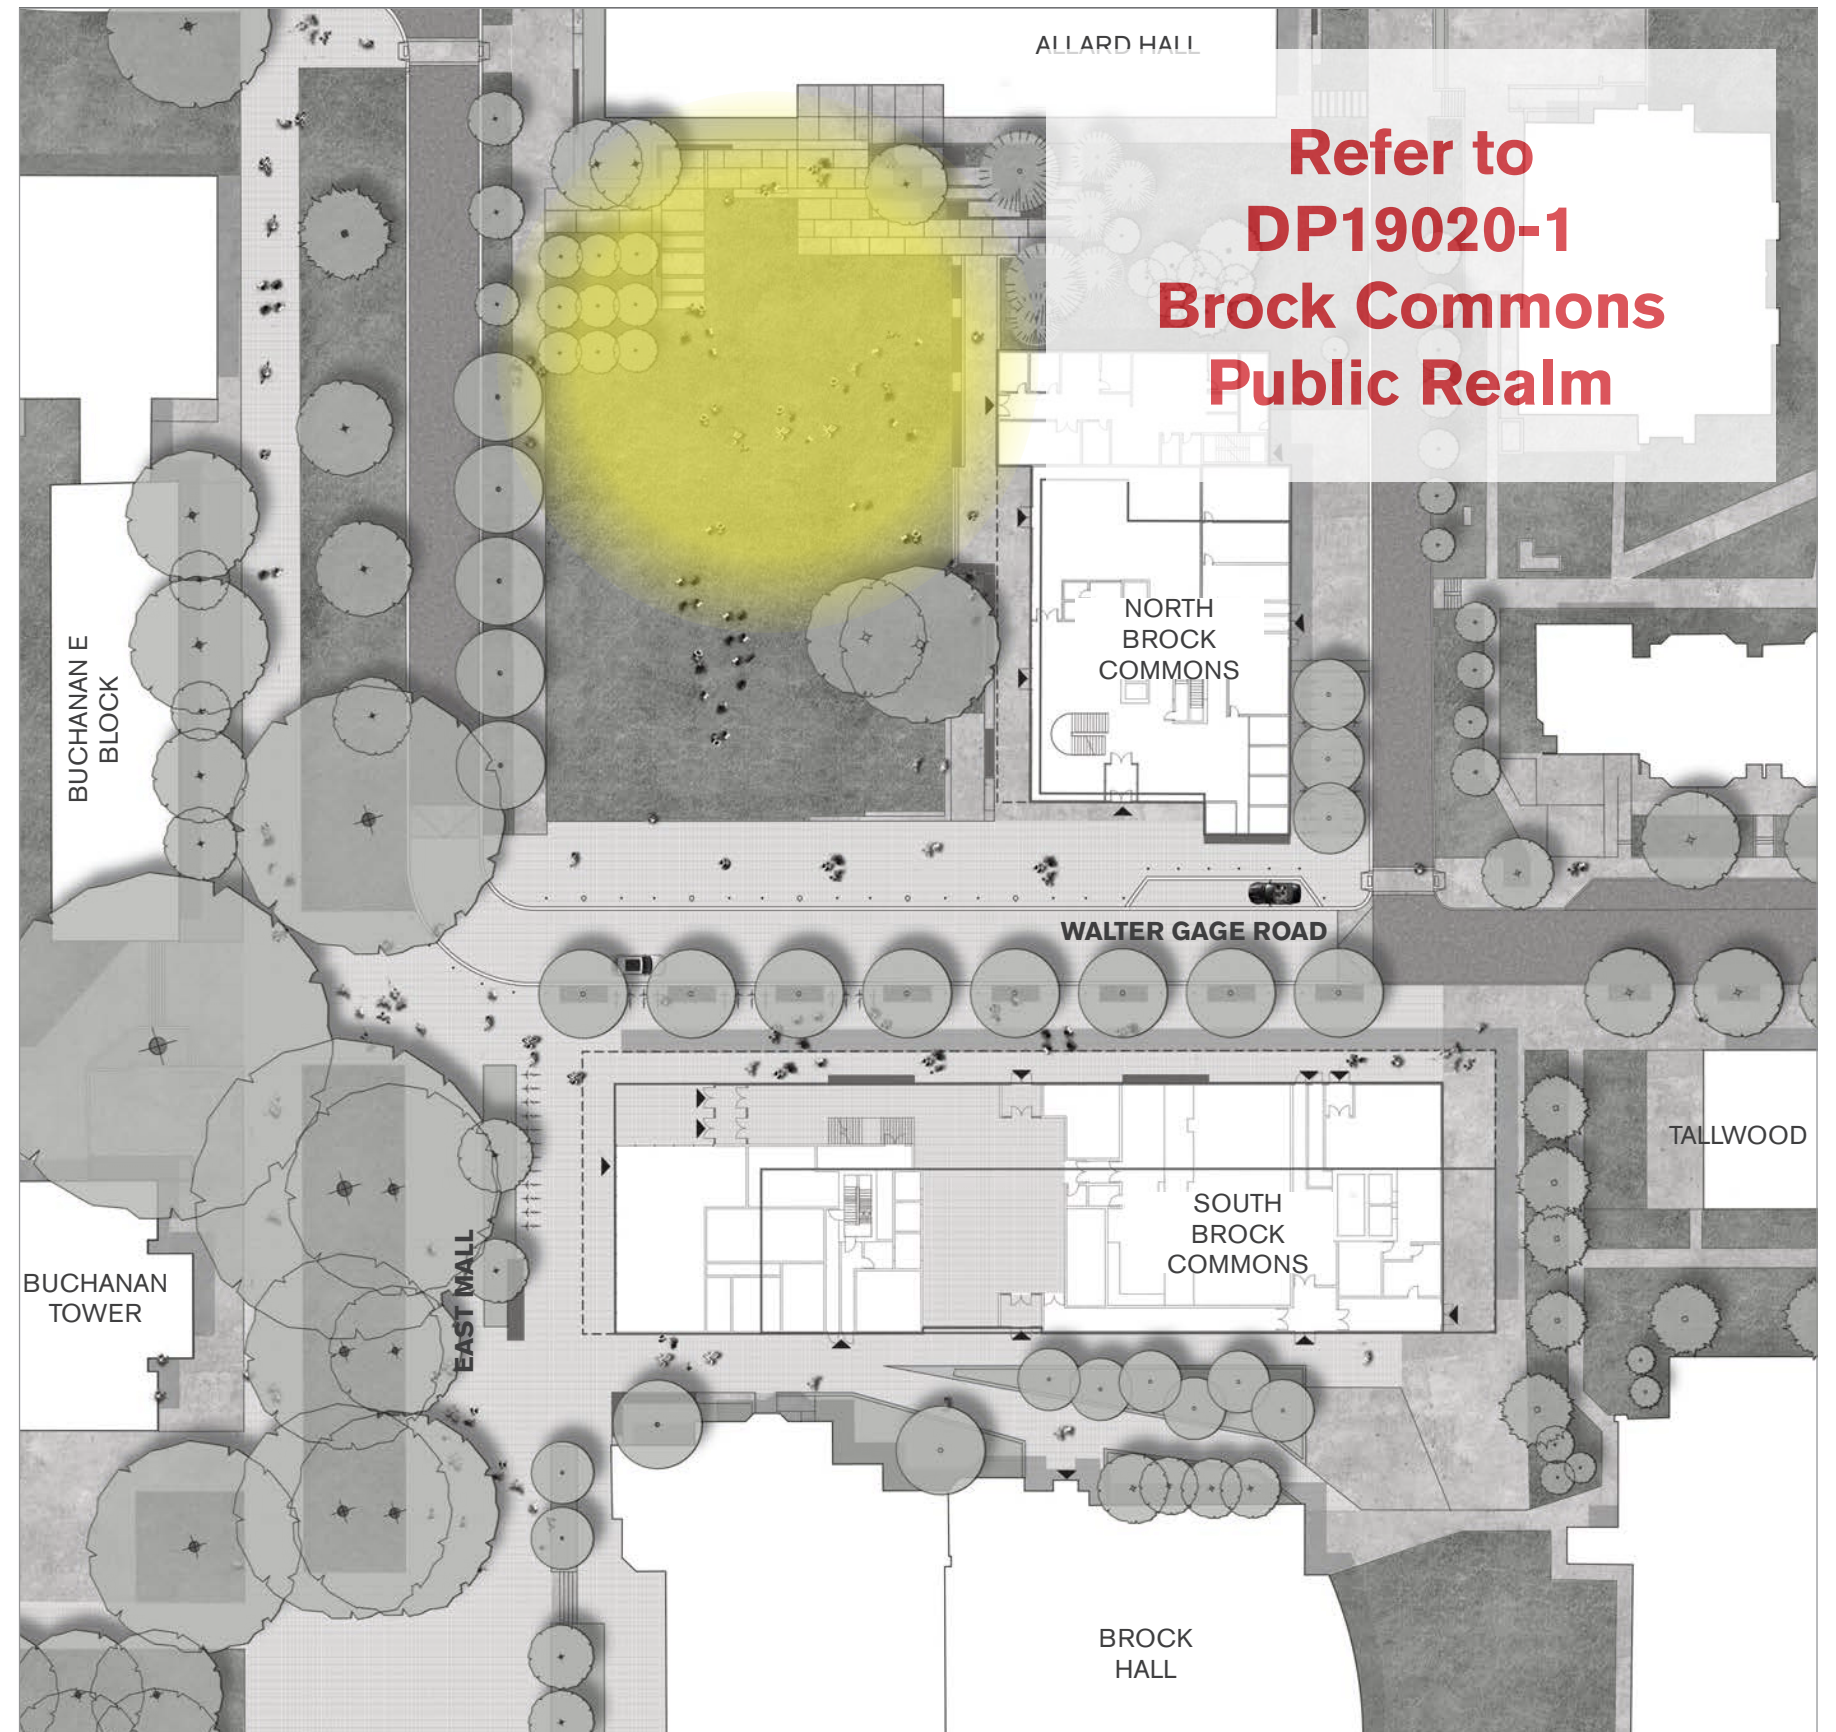 ALLARD HALL
Refer to
DP19020-1
Brock Commons
Public Realm
NORTH
BROCK
COMMONS
BUCHANAN E
BLOCK
WALTER GAGE ROAD
TALLWOOD
SOUTH
BROCK
COMMONS
EAST MALL
BUCHANAN
TOWER
BROCK
HALL